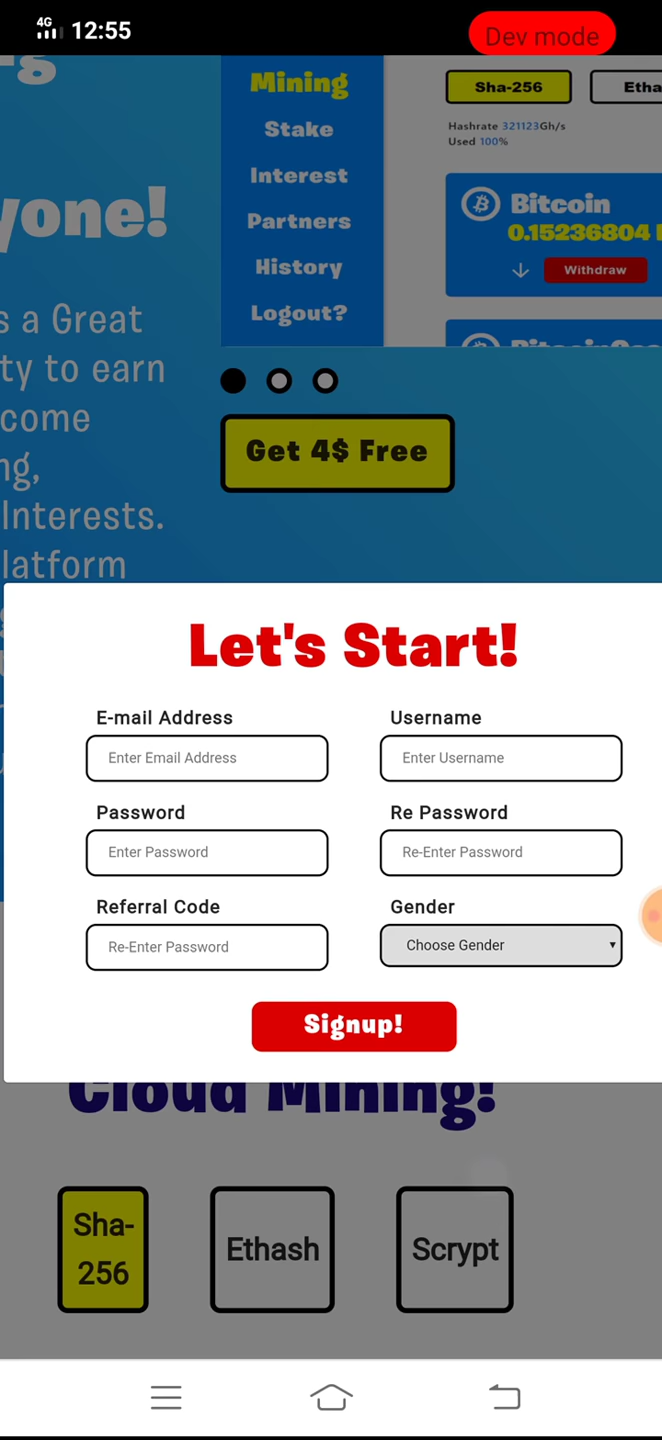 4G 12:55
Dev mode
Mining
Stake
Interest
Partners
History
Logout?
Sha-256
Hashrate 321123Gh/s
Used 100%
Bitcoin
0.15236804
Withdraw
yone!
s a Great
ty to earn
come
ng,
Interests.
latform
Get 4$ Free
Let's Start!
E-mail Address
Username
Enter Email Address
Enter Username
Password
Re Password
Enter Password
Re-Enter Password
Referral Code
Gender
Re-Enter Password
Choose Gender
Signup!
Cloud Mining!
Sha-
256
Ethash
Scrypt